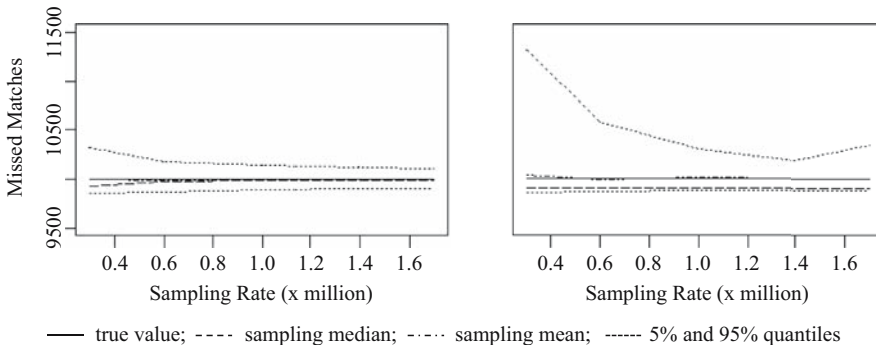 Missed Matches
11500
10500
9500
0.4 0.6 0.8 1.0 1.2 1.4 1.6
Sampling Rate (x million)
0.4 0.6 0.8 1.0 1.2 1.4 1.6
Sampling Rate (x million)
true value; sampling median; sampling mean; 5% and 95% quantiles